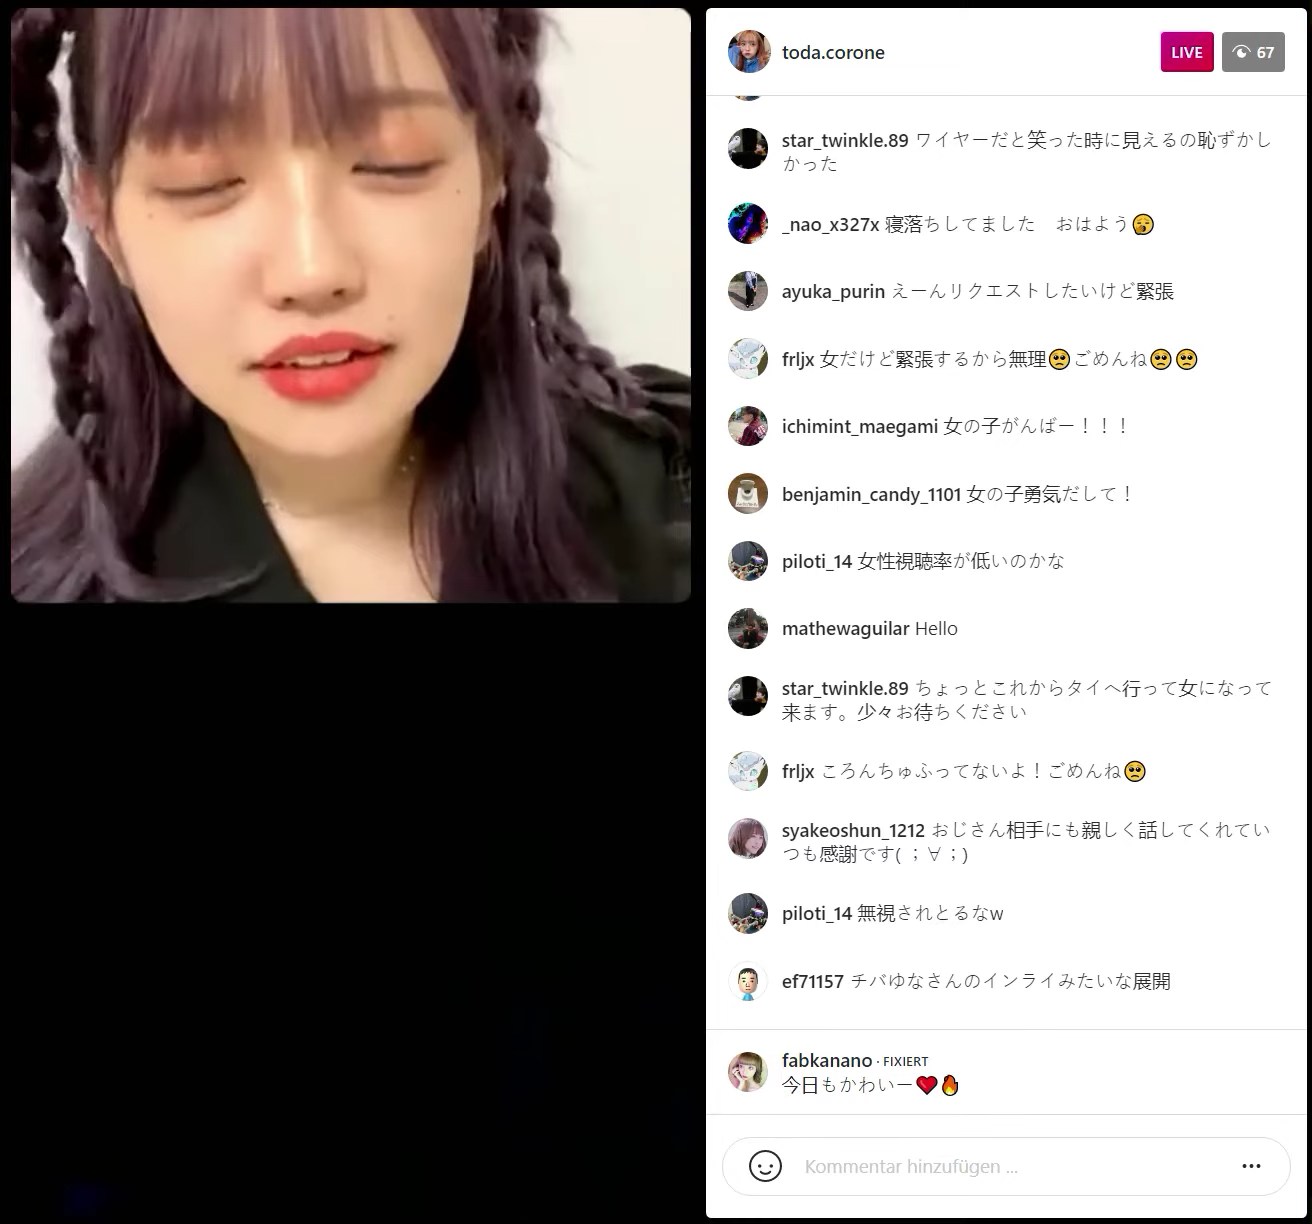 toda.corone
LIVE
67
star_twinkle.89 ワイヤーだと笑った時に見えるの恥ずかし
かった
_nao_x327x 寝落ちしてました　おはよう🥱
ayuka_purin えーんリクエストしたいけど緊張
frljx 女だけど緊張するから無理🥺ごめんね🥺🥺
ichimint_maegami 女の子がんばー！！！
benjamin_candy_1101 女の子勇気だして！
piloti_14 女性視聴率が低いのかな
mathewaguilar Hello
star_twinkle.89 ちょっとこれからタイへ行って女になって
来ます。少々お待ちください
frljx ころんちゅふってないよ！ごめんね🥺
syakeoshun_1212 おじさん相手にも親しく話してくれてい
つも感謝です( ；∀；)
piloti_14 無視されとるなw
ef71157 チバゆなさんのインライみたいな展開
fabkanano · FIXIERT
今日もかわいー❤️🔥
Kommentar hinzufügen ...